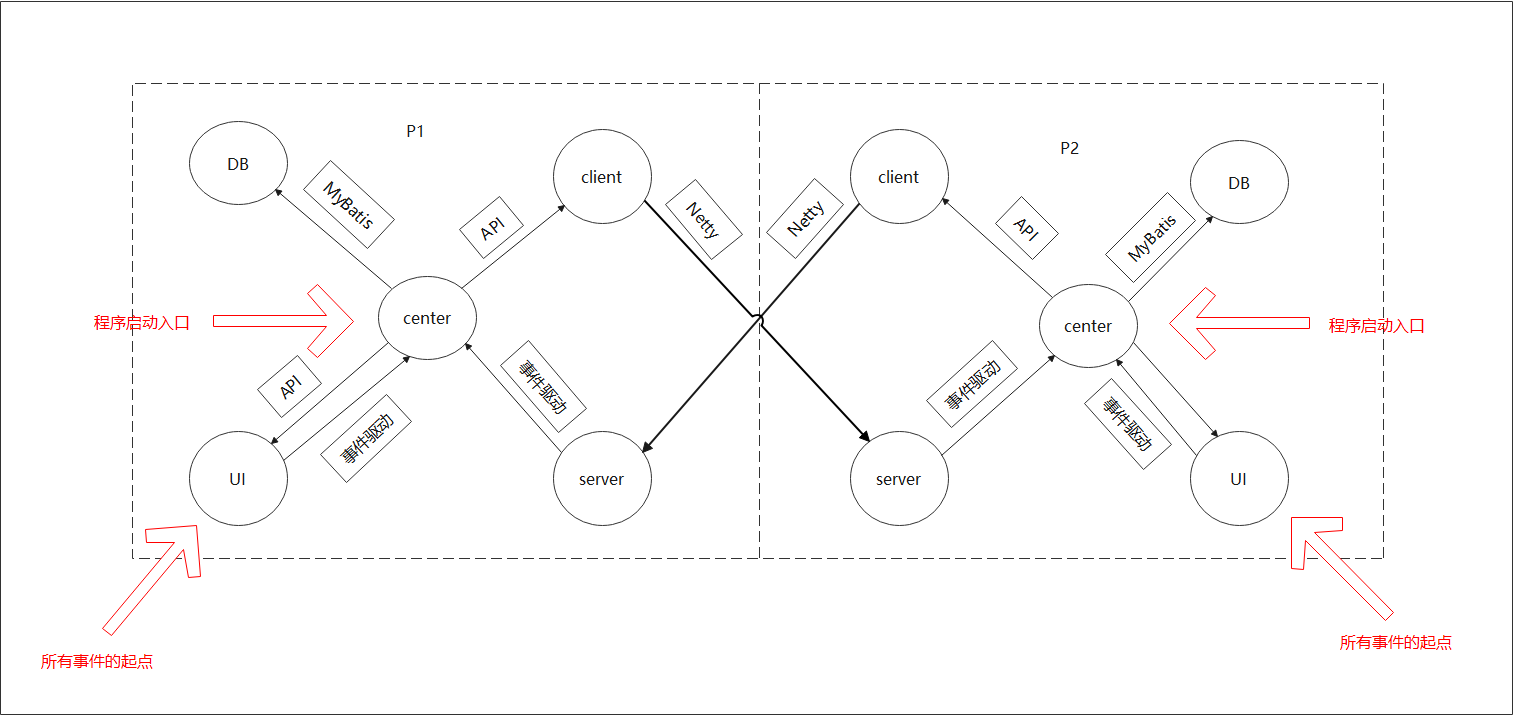 P1
P2
DB
MyBatis
API
client
Netty
Netty
client
API
MyBatis
DB
程序启动入口
center
center
程序启动入口
API
事件驱动
事件驱动
事件驱动
事件驱动
UI
server
server
UI
所有事件的起点
所有事件的起点